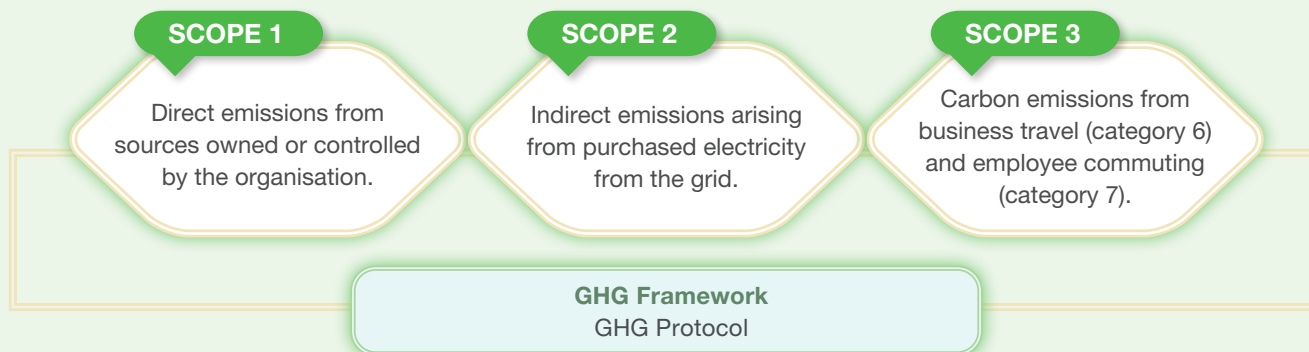 SCOPE 1
Direct emissions from
sources owned or controlled
by the organisation.
SCOPE 2
Indirect emissions arising
from purchased electricity
from the grid.
SCOPE 3
Carbon emissions from
business travel (category 6)
and employee commuting
(category 7).
GHG Framework
GHG Protocol